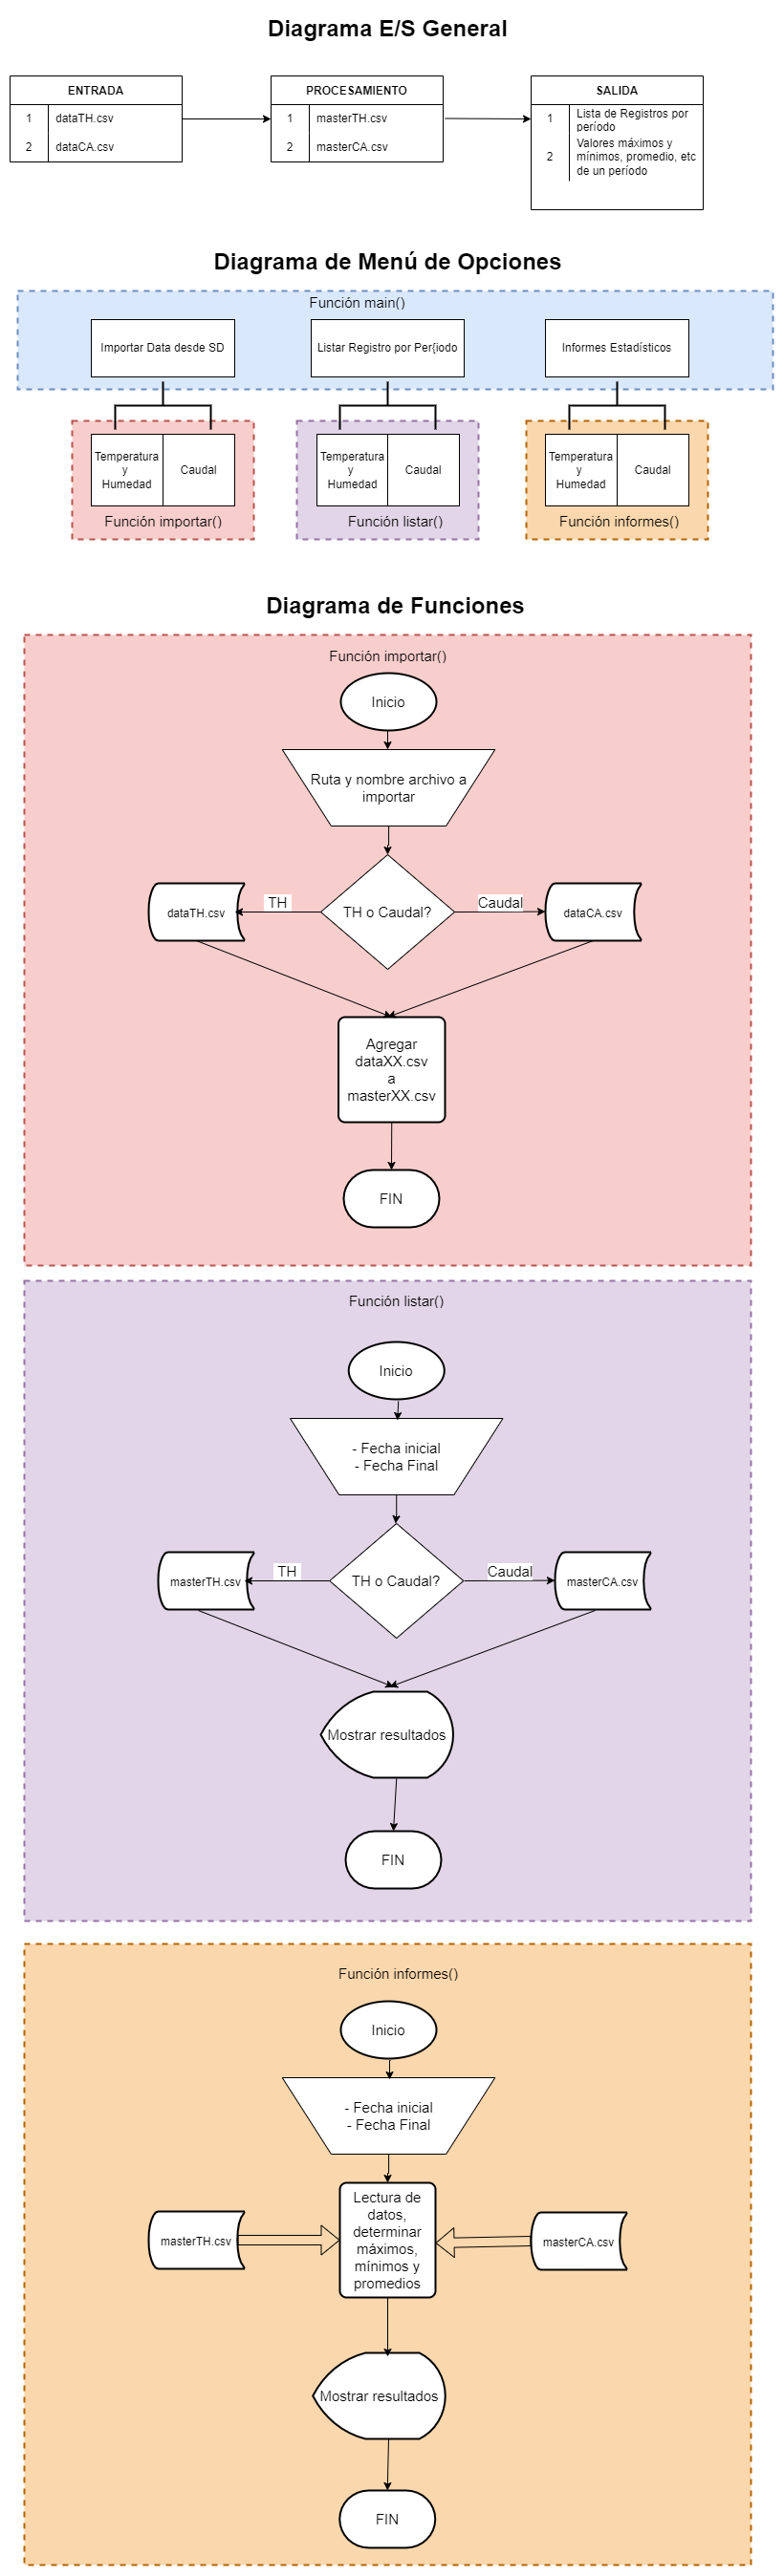 Diagrama E/S General
ENTRADA
1 dataTH.csv
2 dataCA.csv
PROCESAMIENTO
1 masterTH.csv
2 masterCA.csv
SALIDA
1 Lista de Registros por
período
2 Valores máximos y
mínimos, promedio, etc
de un período
Diagrama de Menú de Opciones
Función main()
Importar Data desde SD
Listar Registro por Per{iodo
Informes Estadísticos
Temperatura
y
Humedad
Caudal
Función importar()
Temperatura
y
Humedad
Caudal
Función listar()
Temperatura
y
Humedad
Caudal
Función informes()
Diagrama de Funciones
Función importar()
Inicio
Ruta y nombre archivo a
importar
TH o Caudal?
TH
Caudal
dataTH.csv
dataCA.csv
Agregar
dataXX.csv
a
masterXX.csv
FIN
Función listar()
Inicio
- Fecha inicial
- Fecha Final
TH o Caudal?
TH
Caudal
masterTH.csv
masterCA.csv
Mostrar resultados
FIN
Función informes()
Inicio
- Fecha inicial
- Fecha Final
Lectura de
datos,
determinar
máximos,
mínimos y
promedios
masterTH.csv
masterCA.csv
Mostrar resultados
FIN